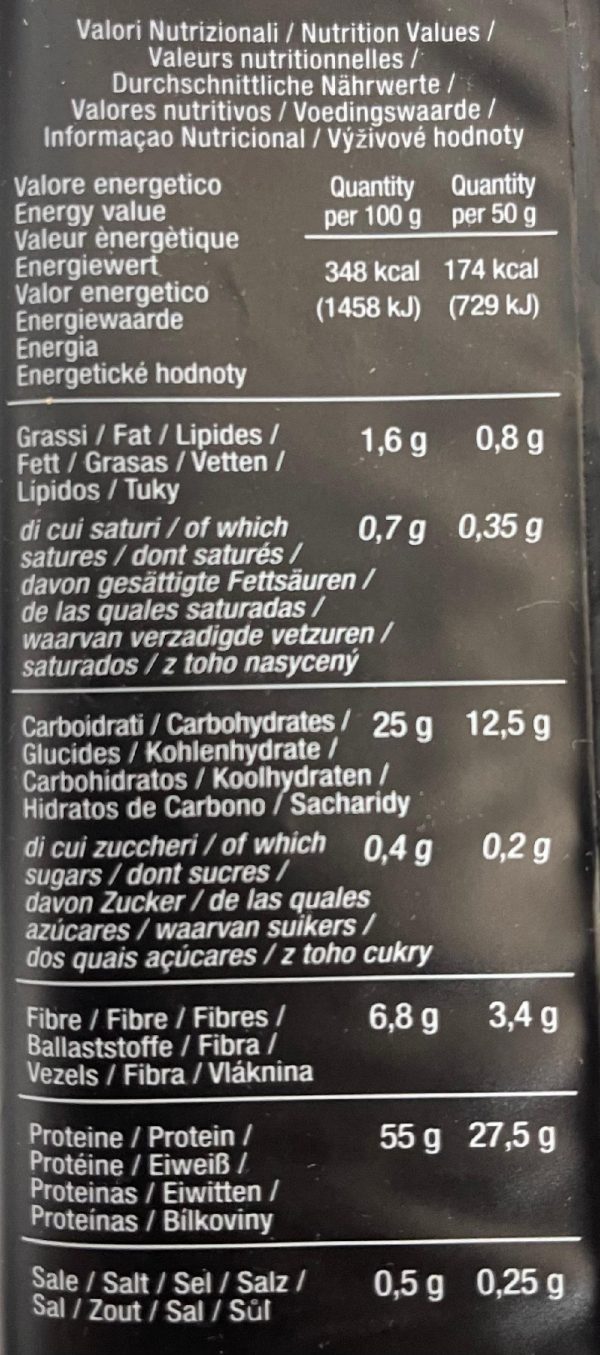 Valori Nutrizionali / Nutrition Values /
Valeurs nutritionnelles /
Durchschnittliche Nährwerte /
Valores nutritivos / Voedingswaarde /
Informaçao Nutricional / Výživové hodnoty
Valore energetico
Energy value
Valeur ènergètique
Energiewert
Valor energetico
Energiewaarde
Energia
Energetické hodnoty
Quantity Quantity
per 100 g per 50 g
348 kcal 174 kcal
(1458 kJ) (729 kJ)
Grassi / Fat / Lipides / 1,6 g 0,8 g
Fett / Grasas / Vetten /
Lipidos / Tuky
di cui saturi / of which 0,7 g 0,35 g
satures / dont saturés /
davon gesättigte Fettsäuren /
de las quales saturadas /
waarvan verzadigde vetzuren /
saturados / z toho nasycený
Carboidrati / Carbohydrates / 25 g 12,5 g
Glucides / Kohlenhydrate /
Carbohidratos / Koolhydraten /
Hidratos de Carbono / Sacharidy
di cui zuccheri / of which 0,4 g 0,2 g
sugars / dont sucres /
davon Zucker / de las quales
azúcares / waarvan suikers /
dos quais açúcares / z toho cukry
Fibre / Fibre / Fibres / 6,8 g 3,4 g
Ballaststoffe / Fibra /
Vezels / Fibra / Vláknina
Proteine / Protein / 55 g 27,5 g
Protéine / Eiweiß /
Proteinas / Eiwitten /
Proteínas / Bílkoviny
Sale / Salt / Sel / Salz / 0,5 g 0,25 g
Sal / Zout / Sal / Sůl